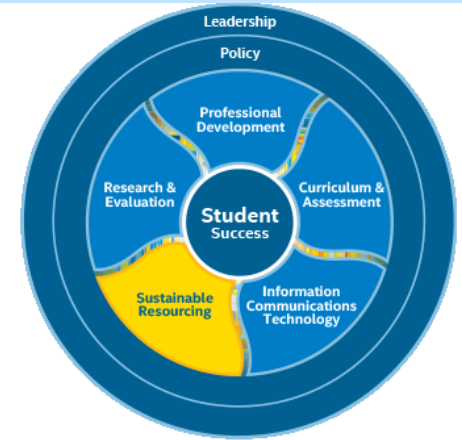 Leadership
Policy
Professional
Development
Research &
Evaluation
Curriculum &
Assessment
Student
Success
Sustainable
Resourcing
Information
Communications
Technology